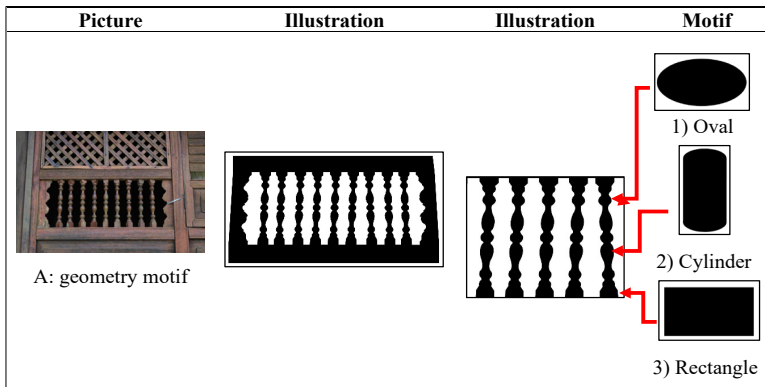 Picture Illustration Illustration Motif
1) Oval
2) Cylinder
A: geometry motif
3) Rectangle